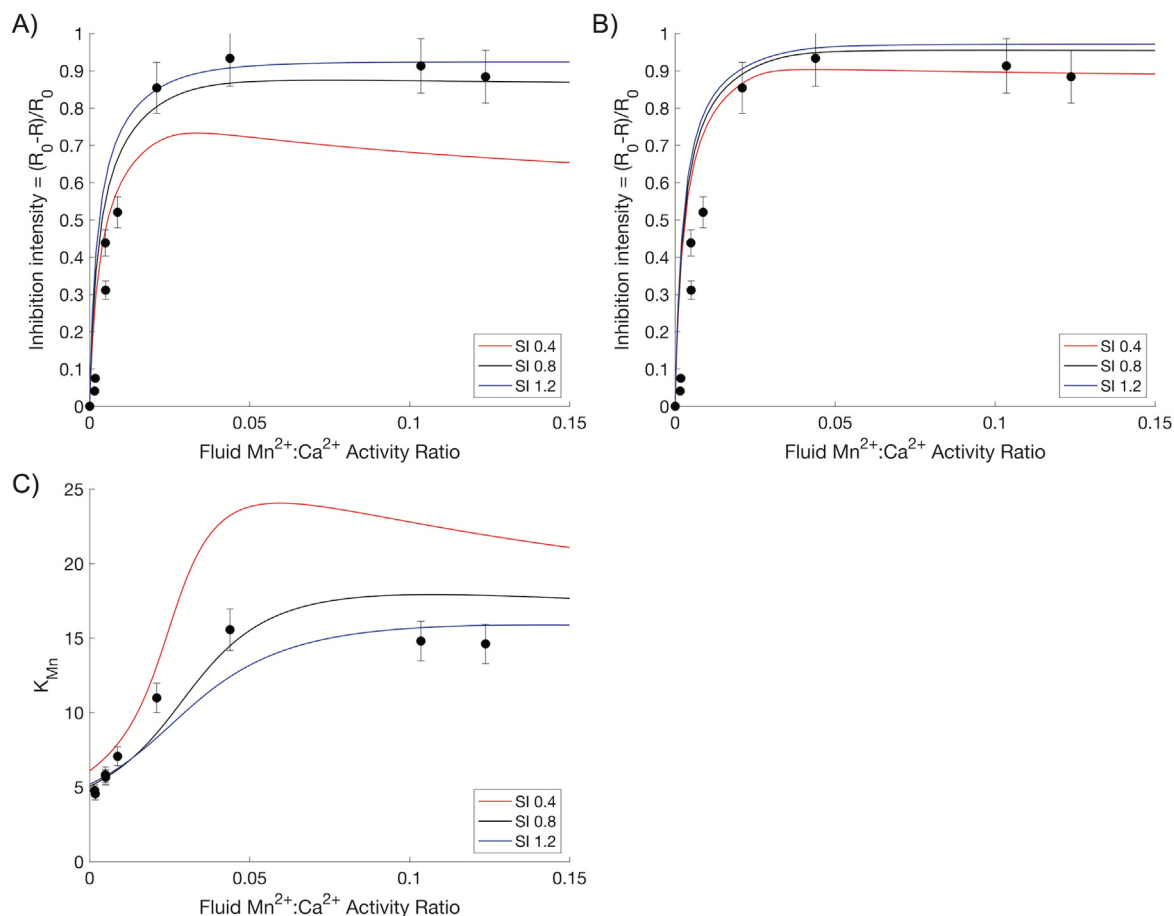 A)
Inhibition intensity = (R₀-R)/R₀
1
0.9
0.8
0.7
0.6
0.5
0.4
0.3
0.2
0.1
0
0
0.05
0.1
0.15
Fluid Mn²⁺:Ca²⁺ Activity Ratio
SI 0.4
SI 0.8
SI 1.2
B)
Inhibition intensity = (R₀-R)/R₀
1
0.9
0.8
0.7
0.6
0.5
0.4
0.3
0.2
0.1
0
0
0.05
0.1
0.15
Fluid Mn²⁺:Ca²⁺ Activity Ratio
SI 0.4
SI 0.8
SI 1.2
C)
K_Mn
25
20
15
10
5
0
0
0.05
0.1
0.15
Fluid Mn²⁺:Ca²⁺ Activity Ratio
SI 0.4
SI 0.8
SI 1.2